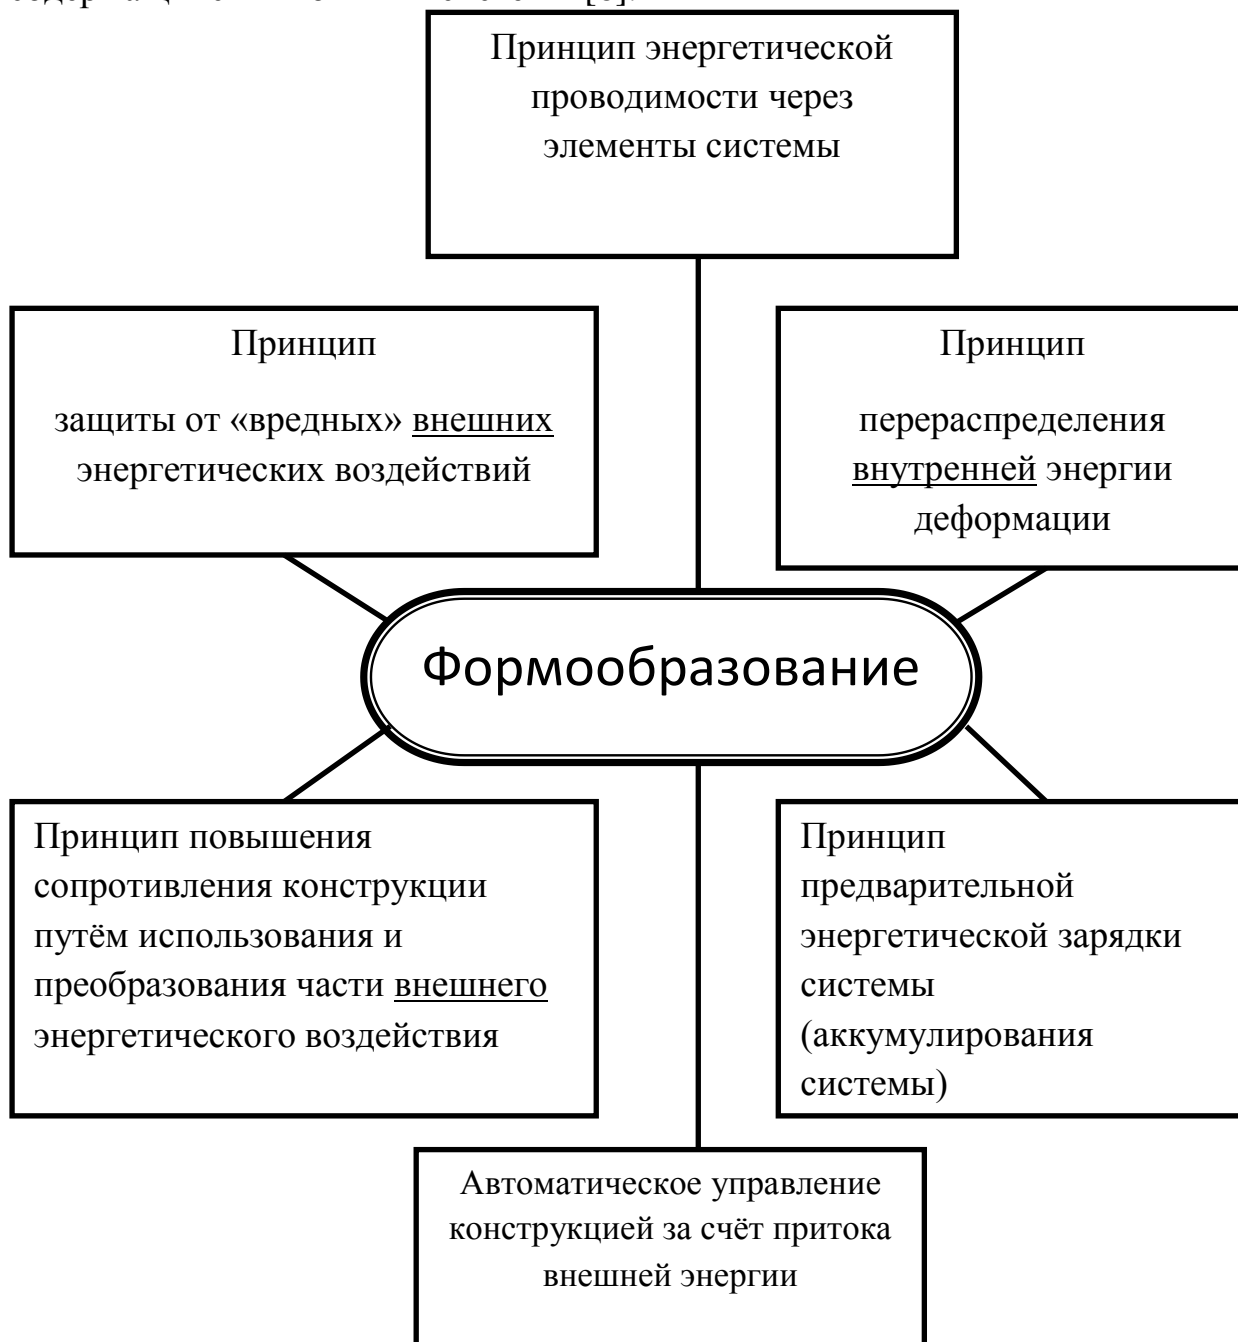 Принцип энергетической
проводимости через
элементы системы
Принцип
защиты от «вредных» внешних
энергетических воздействий
Принцип
перераспределения
внутренней энергии
деформации
Формообразование
Принцип повышения
сопротивления конструкции
путём использования и
преобразования части внешнего
энергетического воздействия
Принцип
предварительной
энергетической зарядки
системы
(аккумулирования
системы)
Автоматическое управление
конструкцией за счёт притока
внешней энергии